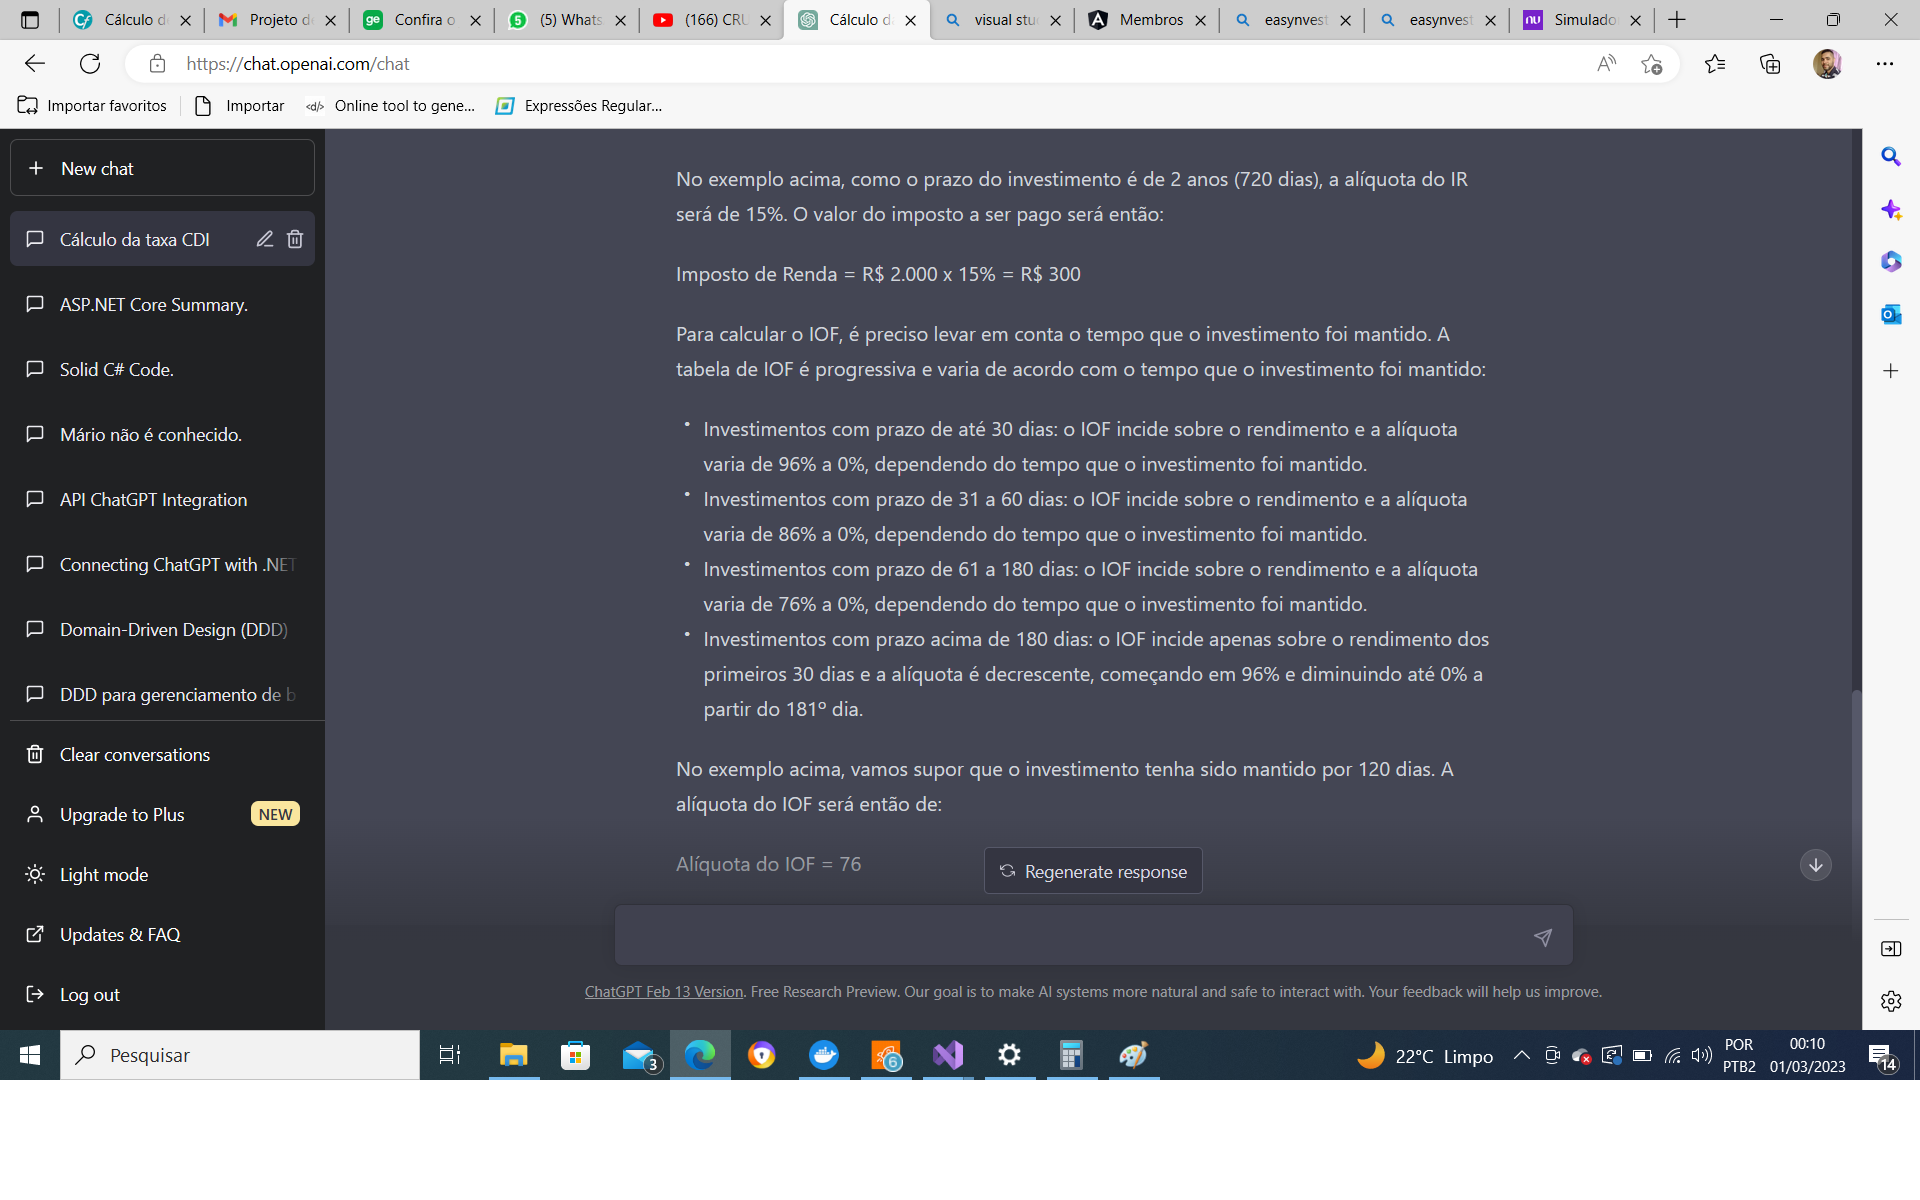 Cálculo d
Projeto d
Confira o
(5) Whats
(166) CRU
Cálculo d
visual stu
Membros
easynvest
easynvest
Simulado
https://chat.openai.com/chat
Importar favoritos
Importar
Online tool to gene...
Expressões Regular...
New chat
Cálculo da taxa CDI
ASP.NET Core Summary.
Solid C# Code.
Mário não é conhecido.
API ChatGPT Integration
Connecting ChatGPT with .NET
Domain-Driven Design (DDD)
DDD para gerenciamento de b
Clear conversations
Upgrade to Plus
NEW
Light mode
Updates & FAQ
Log out
No exemplo acima, como o prazo do investimento é de 2 anos (720 dias), a alíquota do IR
será de 15%. O valor do imposto a ser pago será então:
Imposto de Renda = R$ 2.000 x 15% = R$ 300
Para calcular o IOF, é preciso levar em conta o tempo que o investimento foi mantido. A
tabela de IOF é progressiva e varia de acordo com o tempo que o investimento foi mantido:
• Investimentos com prazo de até 30 dias: o IOF incide sobre o rendimento e a alíquota
varia de 96% a 0%, dependendo do tempo que o investimento foi mantido.
• Investimentos com prazo de 31 a 60 dias: o IOF incide sobre o rendimento e a alíquota
varia de 86% a 0%, dependendo do tempo que o investimento foi mantido.
• Investimentos com prazo de 61 a 180 dias: o IOF incide sobre o rendimento e a alíquota
varia de 76% a 0%, dependendo do tempo que o investimento foi mantido.
• Investimentos com prazo acima de 180 dias: o IOF incide apenas sobre o rendimento dos
primeiros 30 dias e a alíquota é decrescente, começando em 96% e diminuindo até 0% a
partir do 181º dia.
No exemplo acima, vamos supor que o investimento tenha sido mantido por 120 dias. A
alíquota do IOF será então de:
Alíquota do IOF = 76
Regenerate response
ChatGPT Feb 13 Version. Free Research Preview. Our goal is to make AI systems more natural and safe to interact with. Your feedback will help us improve.
Pesquisar
3
6
22°C Limpo
POR
PTB2
00:10
01/03/2023
14